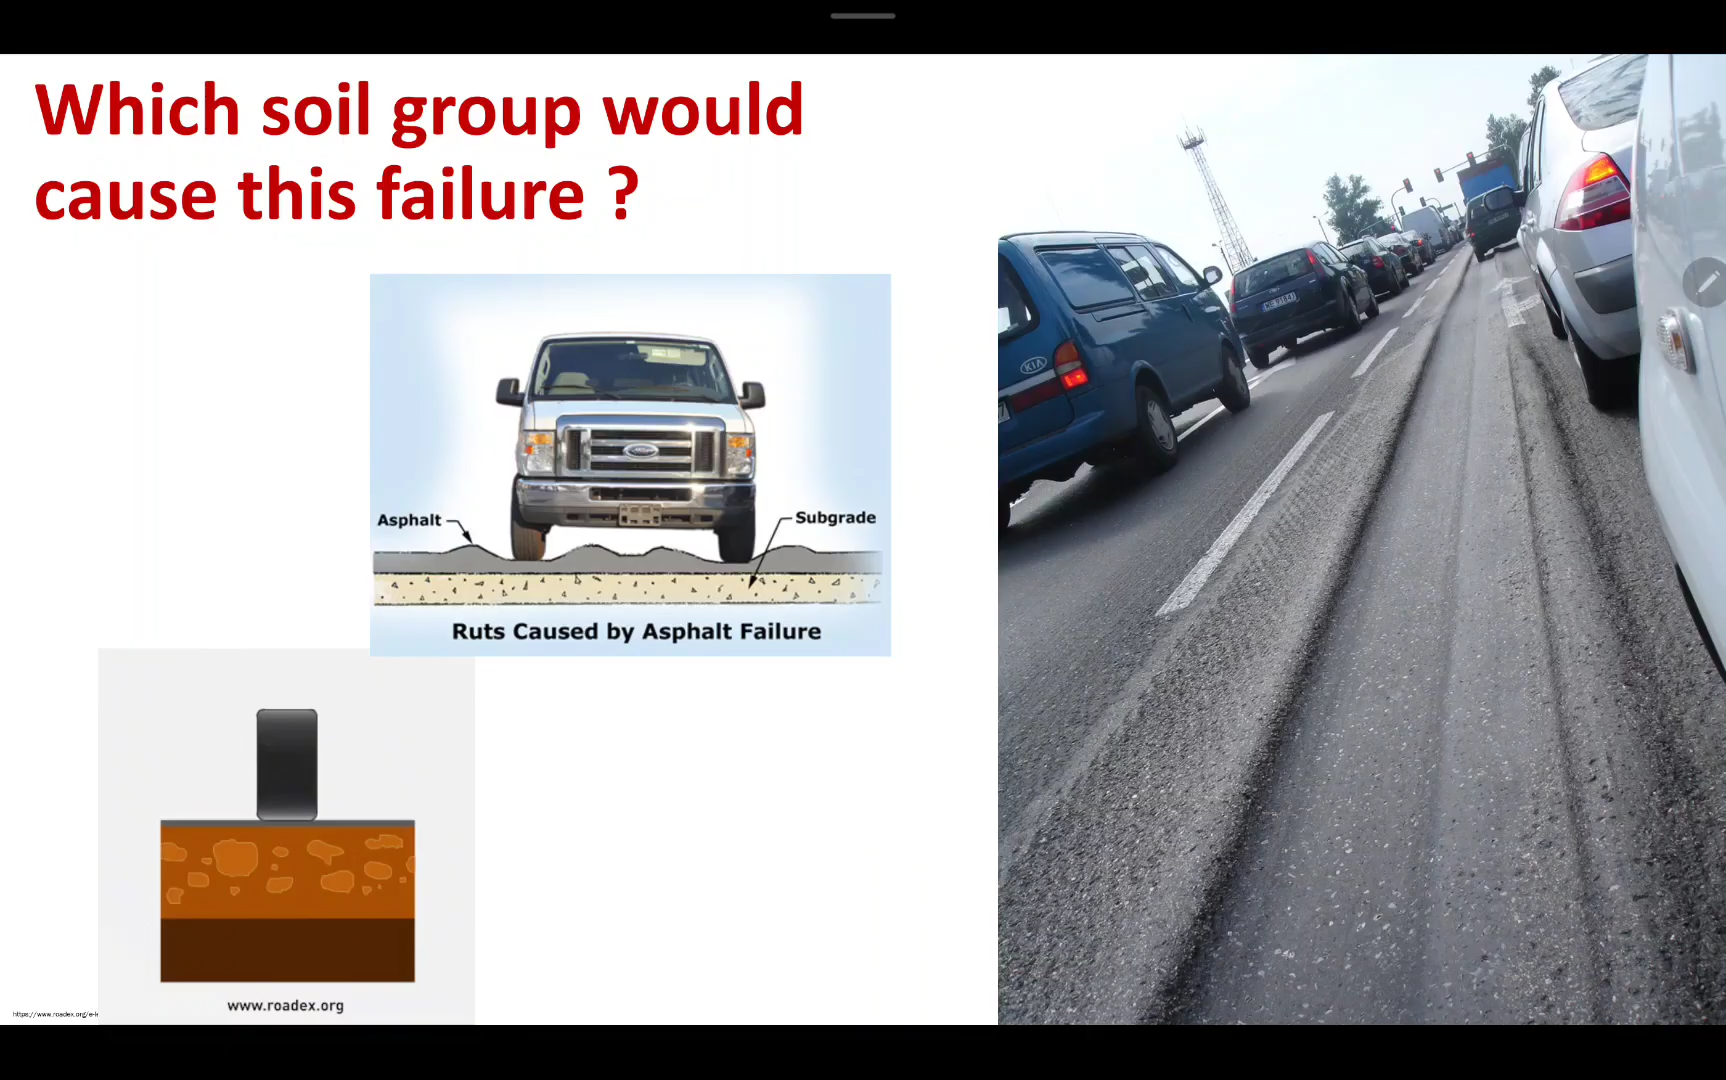 Which soil group would
cause this failure ?
Asphalt
Subgrade
Ruts Caused by Asphalt Failure
KIA
www.roadex.org
https://www.roadex.org/e-l